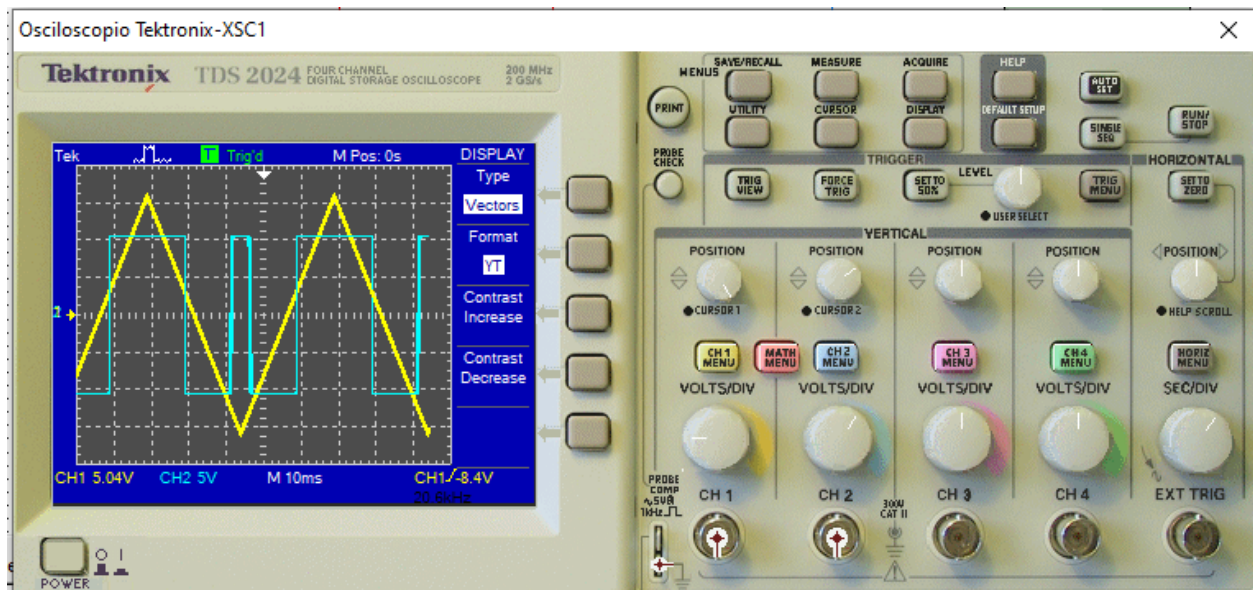 Osciloscopio Tektronix-XSC1
Tektronix TDS 2024 FOUR CHANNEL DIGITAL STORAGE OSCILLOSCOPE 200 MHz 2 GS/s
Tek T Trig'd M Pos: 0s DISPLAY
Type
Vectors
Format
YT
Contrast
Increase
Contrast
Decrease
CH1 5.04V CH2 5V M 10ms CH1 -8.4V
20.6kHz
POWER
MENUS SAVE/RECALL MEASURE ACQUIRE
UTILITY CURSOR DISPLAY
PRINT
HELP
DEFAULT SETUP
AUTO SET
SINGLE SEQ
RUN/ STOP
PROBE CHECK
TRIGGER
TRIG VIEW
FORCE TRIG
SET TO 50%
LEVEL
USER SELECT
TRIG MENU
HORIZONTAL
SET TO ZERO
VERTICAL
POSITION POSITION POSITION POSITION POSITION
CURSOR 1 CURSOR 2 HELP SCROLL
CH 1 MENU
MATH MENU
CH 2 MENU
CH 3 MENU
CH4 MENU
HORIZ MENU
VOLTS/DIV VOLTS/DIV VOLTS/DIV VOLTS/DIV SEC/DIV
PROBE COMP
~5V
1kHz
CH 1 CH 2 CH 3 CH 4 EXT TRIG
300V CAT II